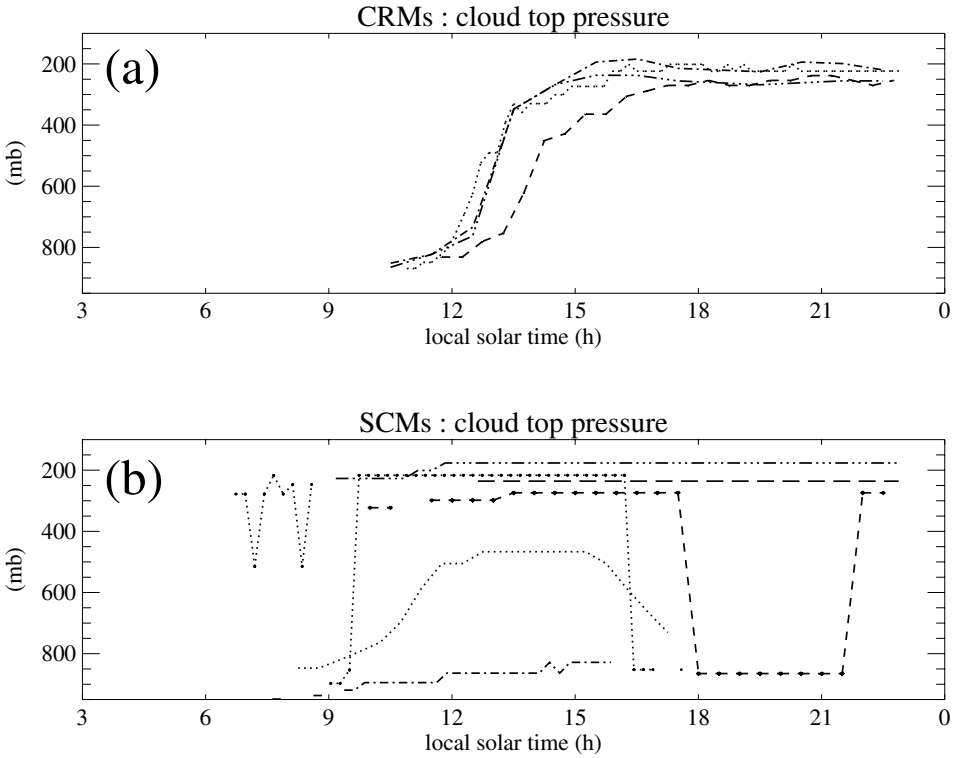 CRMs : cloud top pressure
(a)
200
400
600
800
(mb)
3 6 9 12 15 18 21 0
local solar time (h)
SCMs : cloud top pressure
(b)
200
400
600
800
(mb)
3 6 9 12 15 18 21 0
local solar time (h)